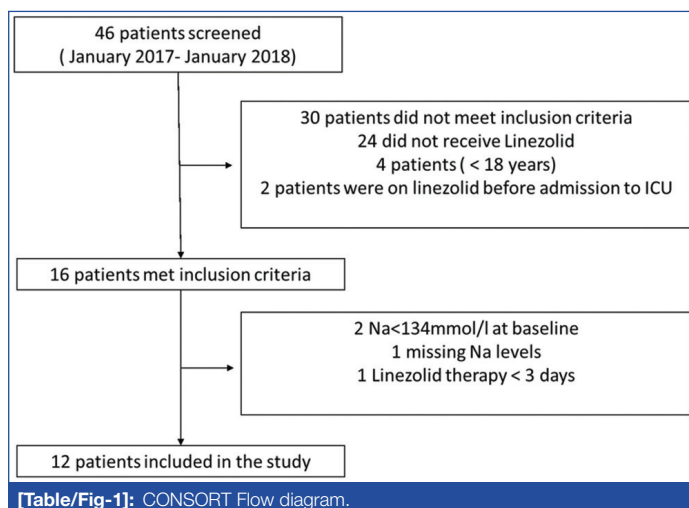 46 patients screened
( January 2017- January 2018)
30 patients did not meet inclusion criteria
24 did not receive Linezolid
4 patients ( < 18 years)
2 patients were on linezolid before admission to ICU
16 patients met inclusion criteria
2 Na<134mmol/l at baseline
1 missing Na levels
1 Linezolid therapy < 3 days
12 patients included in the study
[Table/Fig-1]: CONSORT Flow diagram.